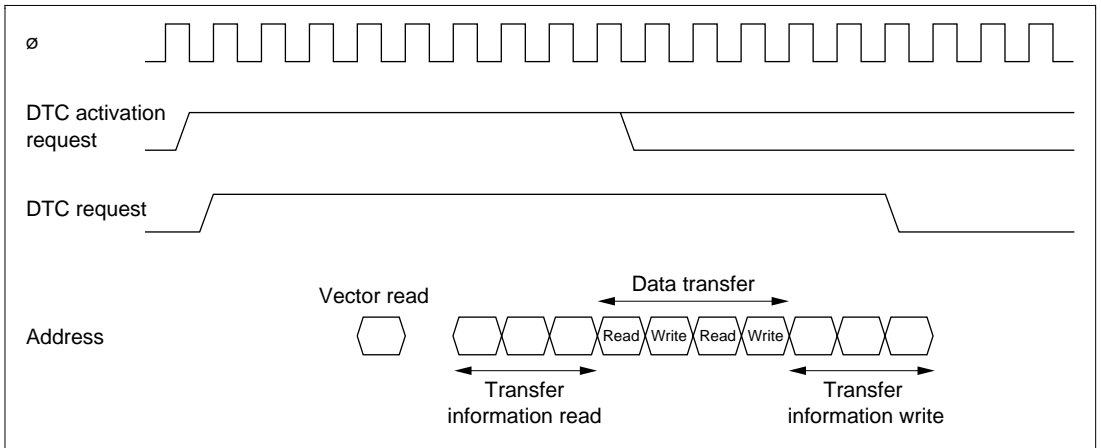 ø
DTC activation
request
DTC request
Vector read
Data transfer
Address
Read Write Read Write
Transfer
information read
Transfer
information write